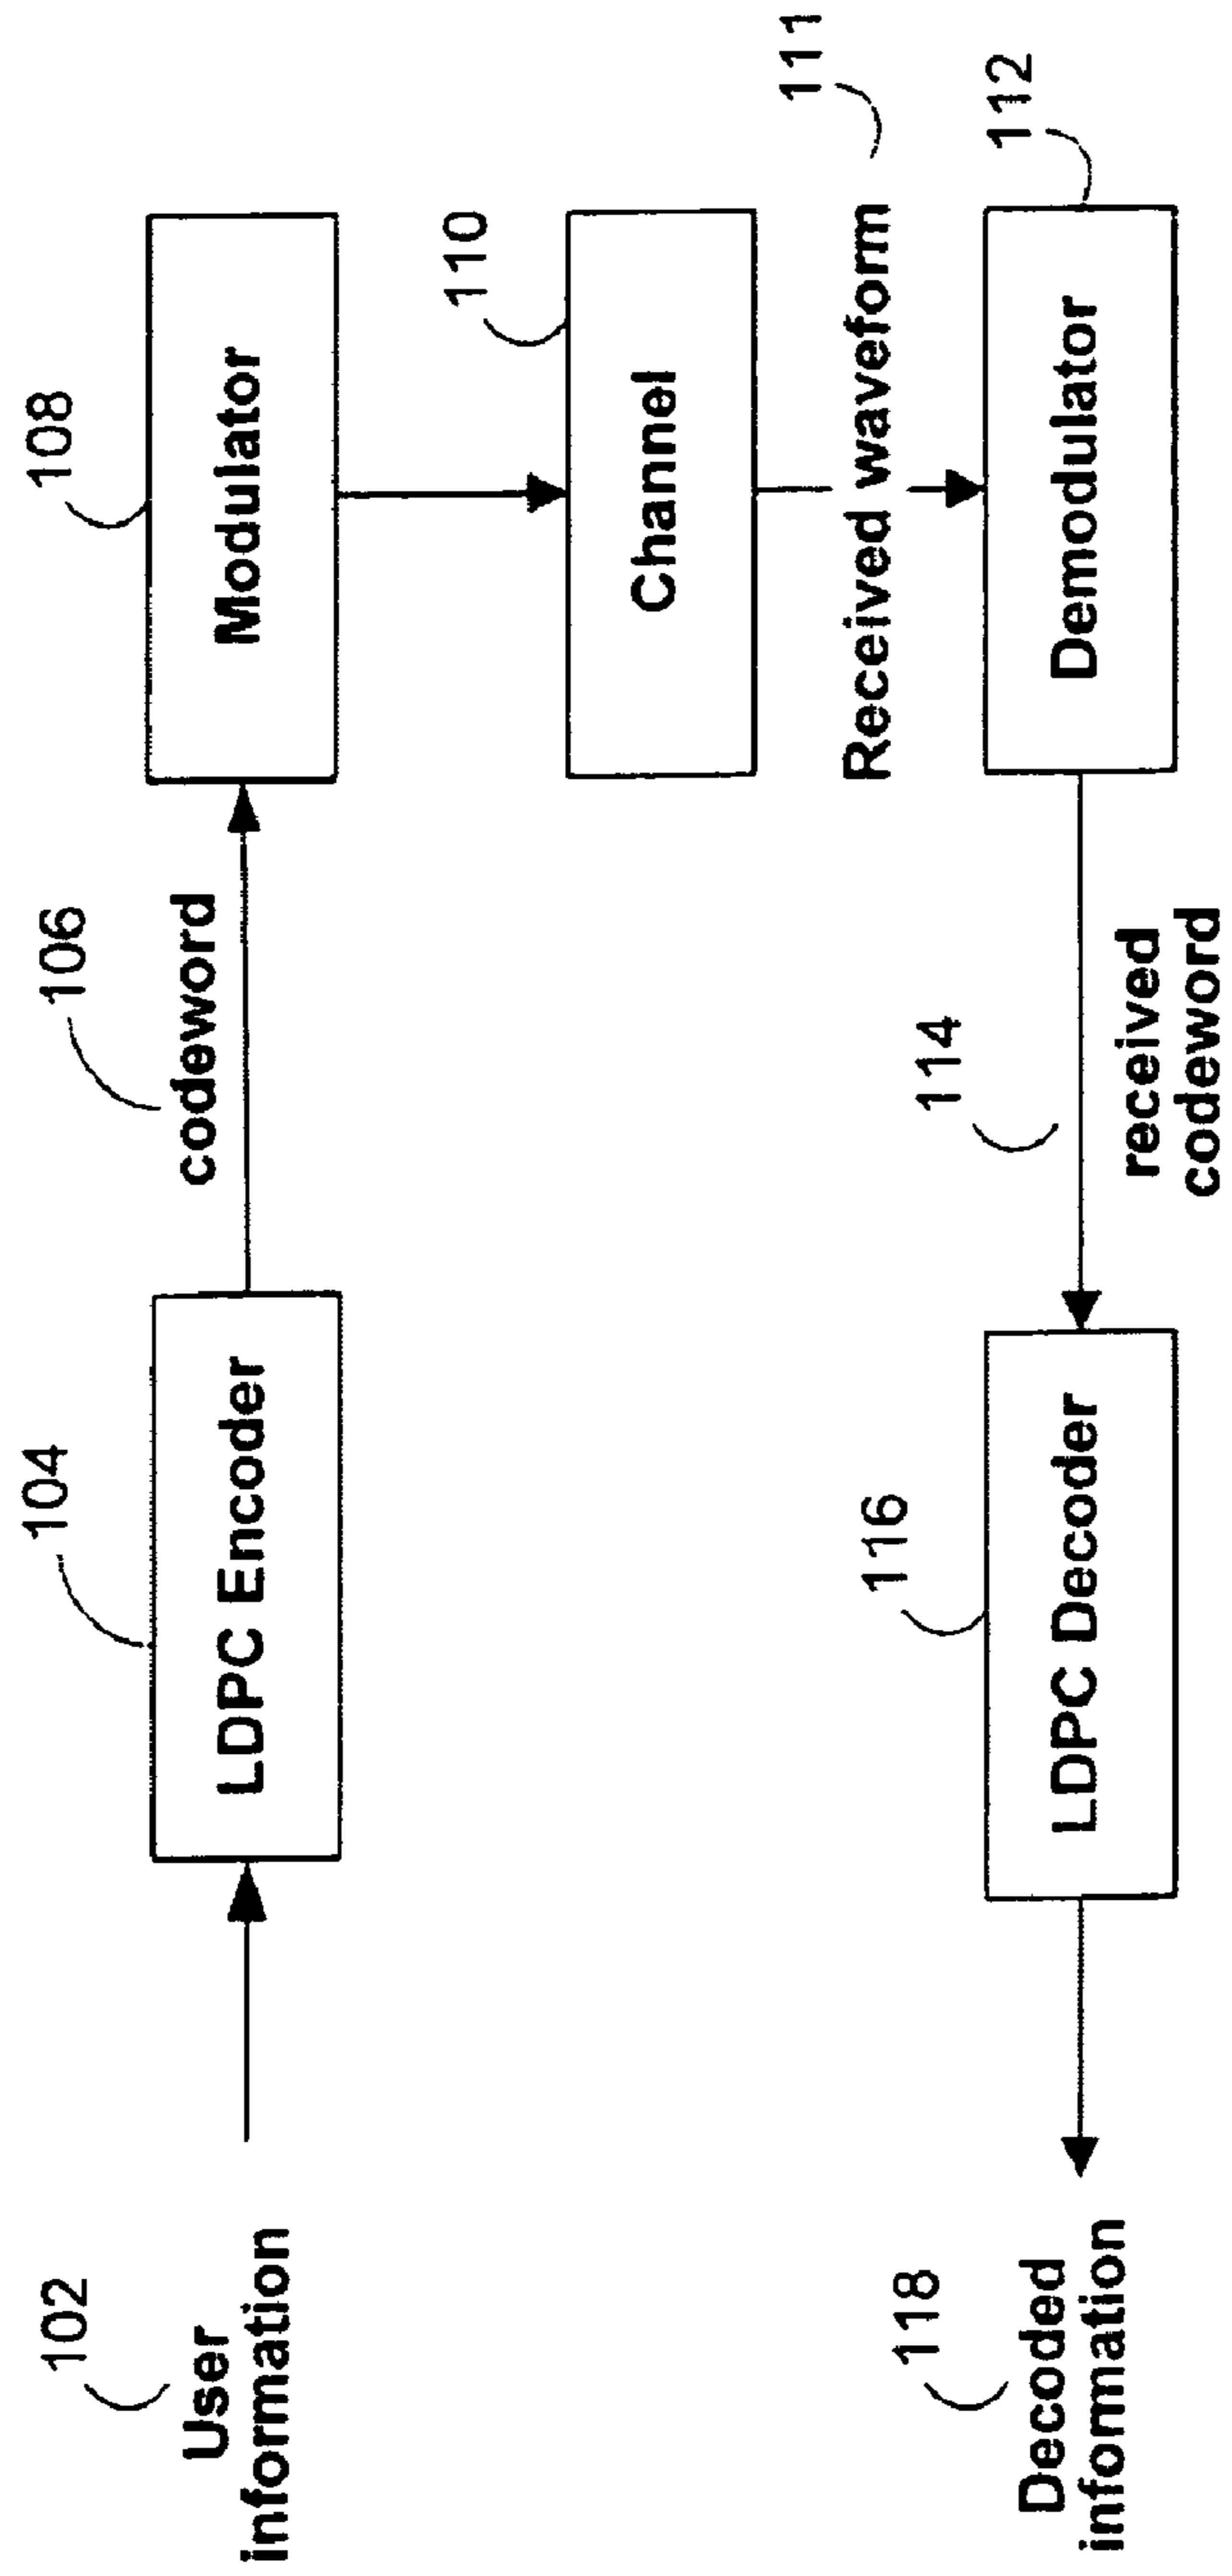 102
User
information
104
LDPC Encoder
106
codeword
108
Modulator
110
Channel
Received waveform
111
112
Demodulator
114
received
codeword
116
LDPC Decoder
118
Decoded
information